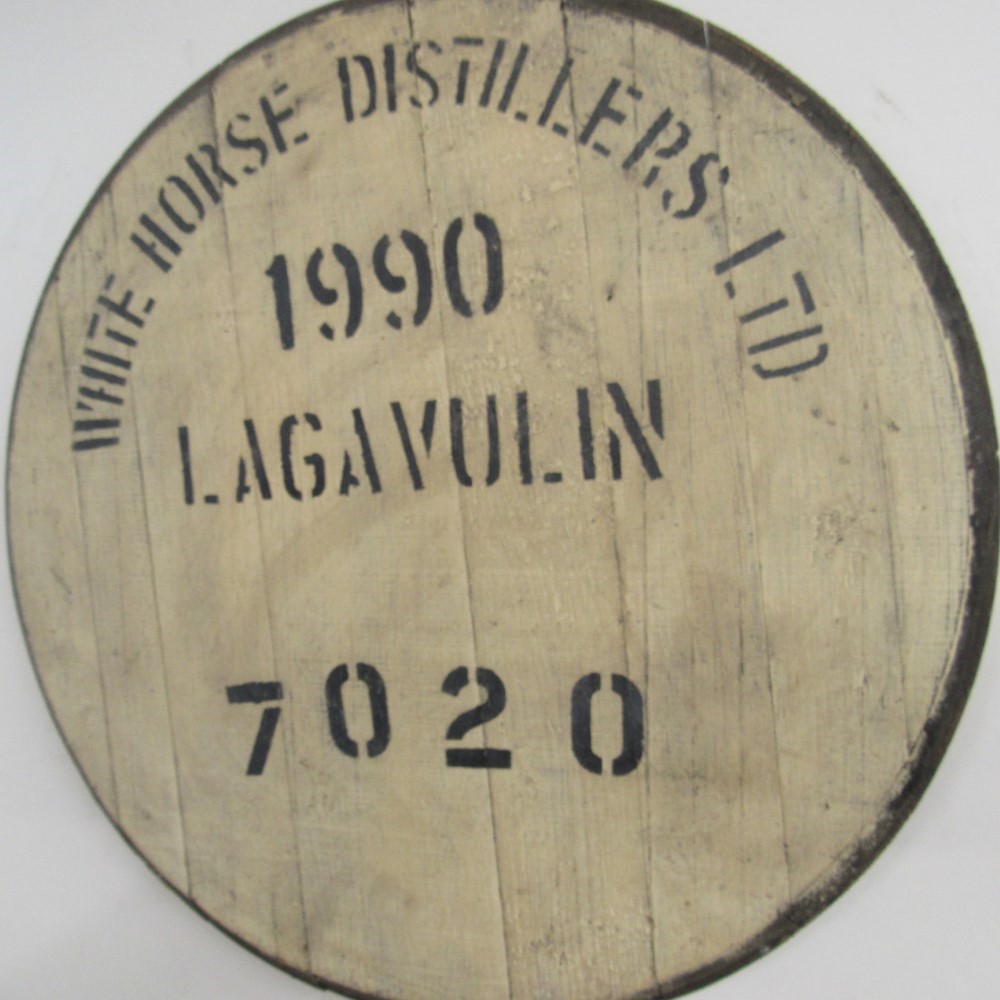 WHITE HORSE DISTILLERS LTD
1990
LAGAVULIN
7020